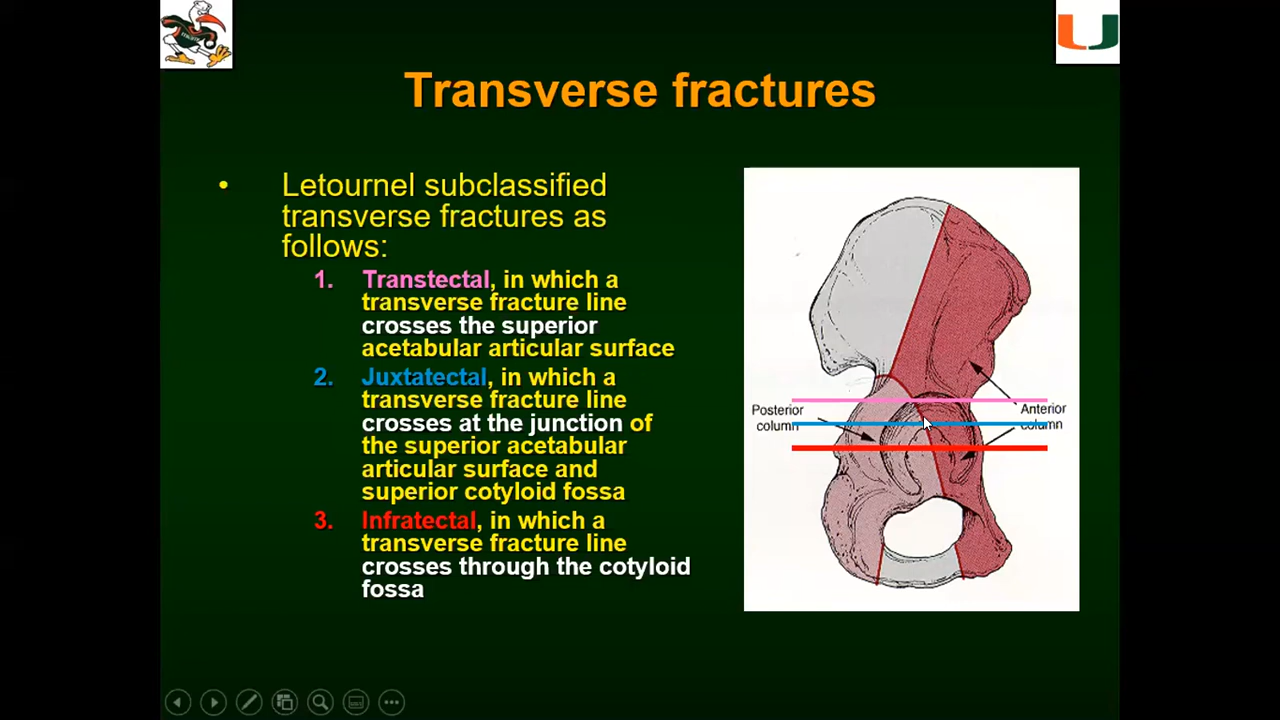 Transverse fractures
• Letournel subclassified
transverse fractures as
follows:
1. Transtectal, in which a
transverse fracture line
crosses the superior
acetabular articular surface
2. Juxtatectal, in which a
transverse fracture line
crosses at the junction of
the superior acetabular
articular surface and
superior cotyloid fossa
3. Infratectal, in which a
transverse fracture line
crosses through the cotyloid
fossa
Posterior
column
Anterior
column